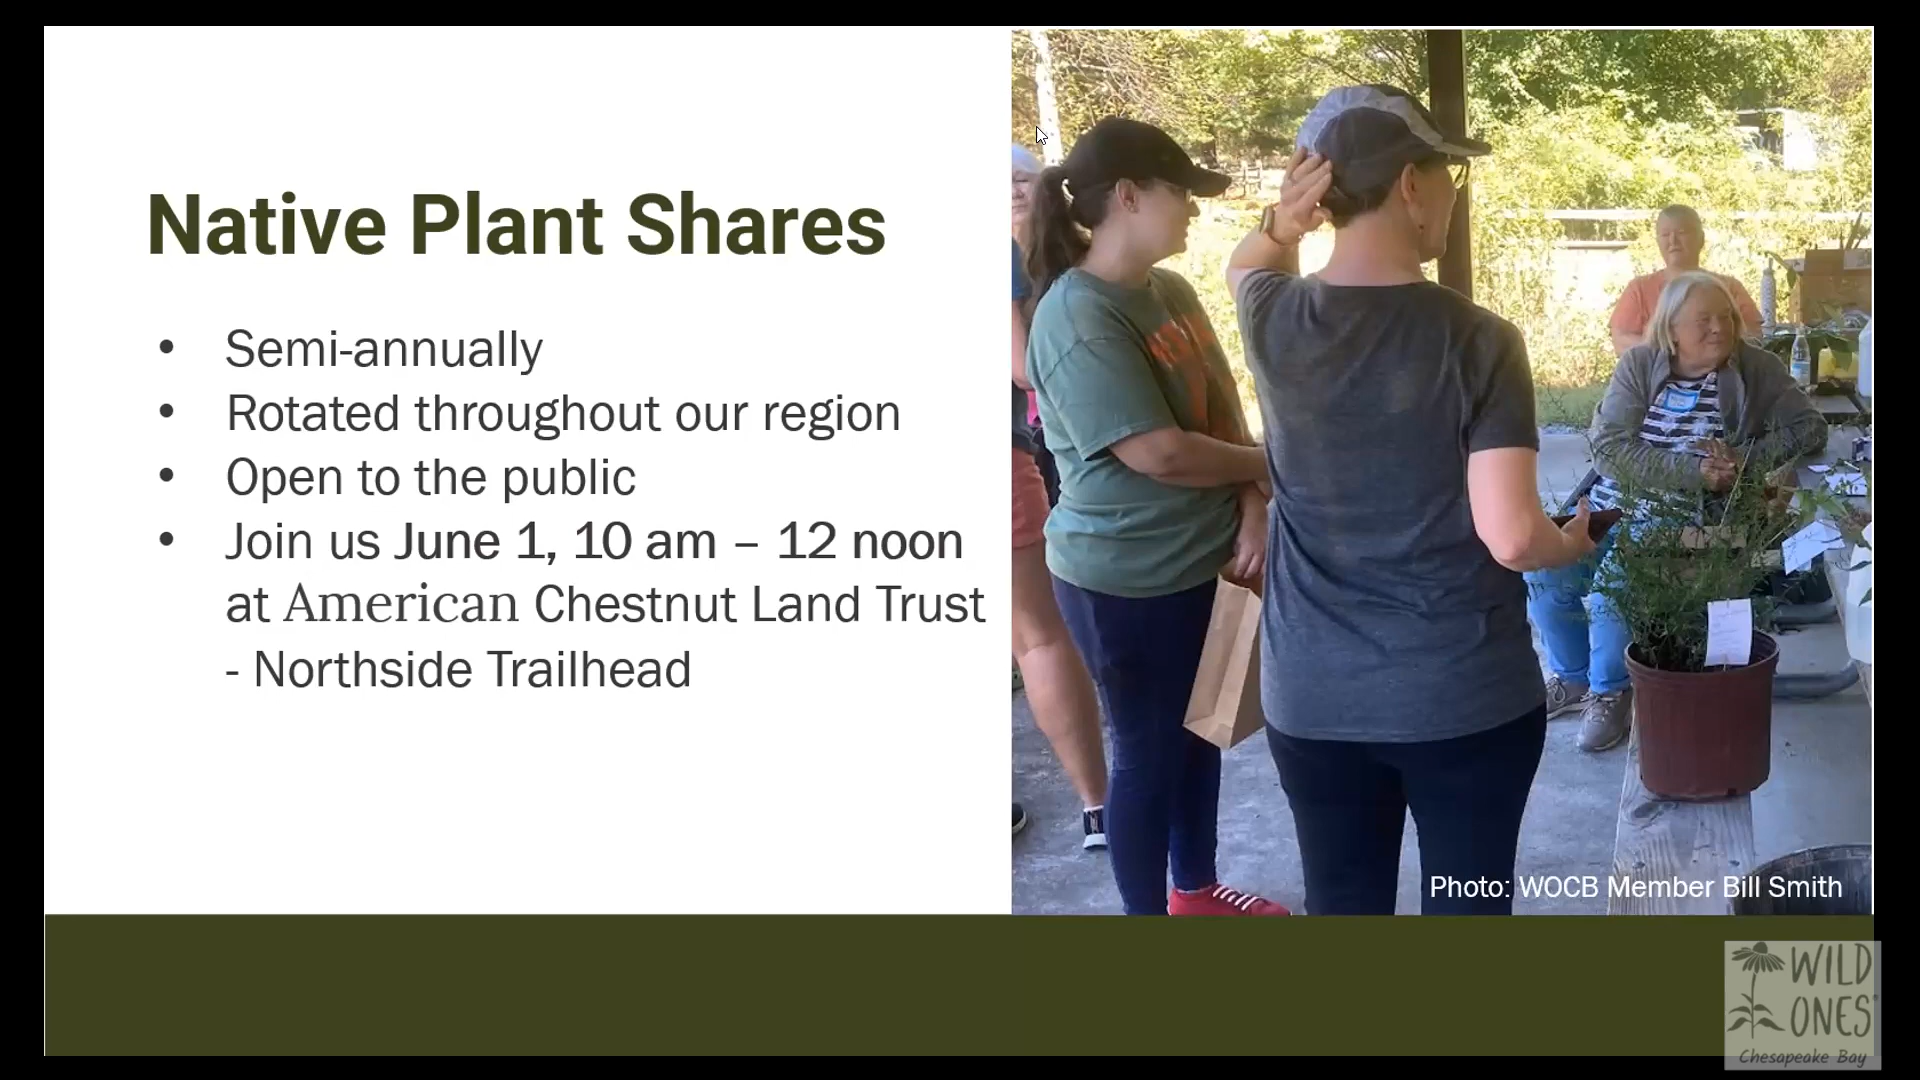 Native Plant Shares
• Semi-annually
• Rotated throughout our region
• Open to the public
• Join us June 1, 10 am – 12 noon
at American Chestnut Land Trust
- Northside Trailhead
Photo: WOCB Member Bill Smith
WILD
ONES®
Chesapeake Bay